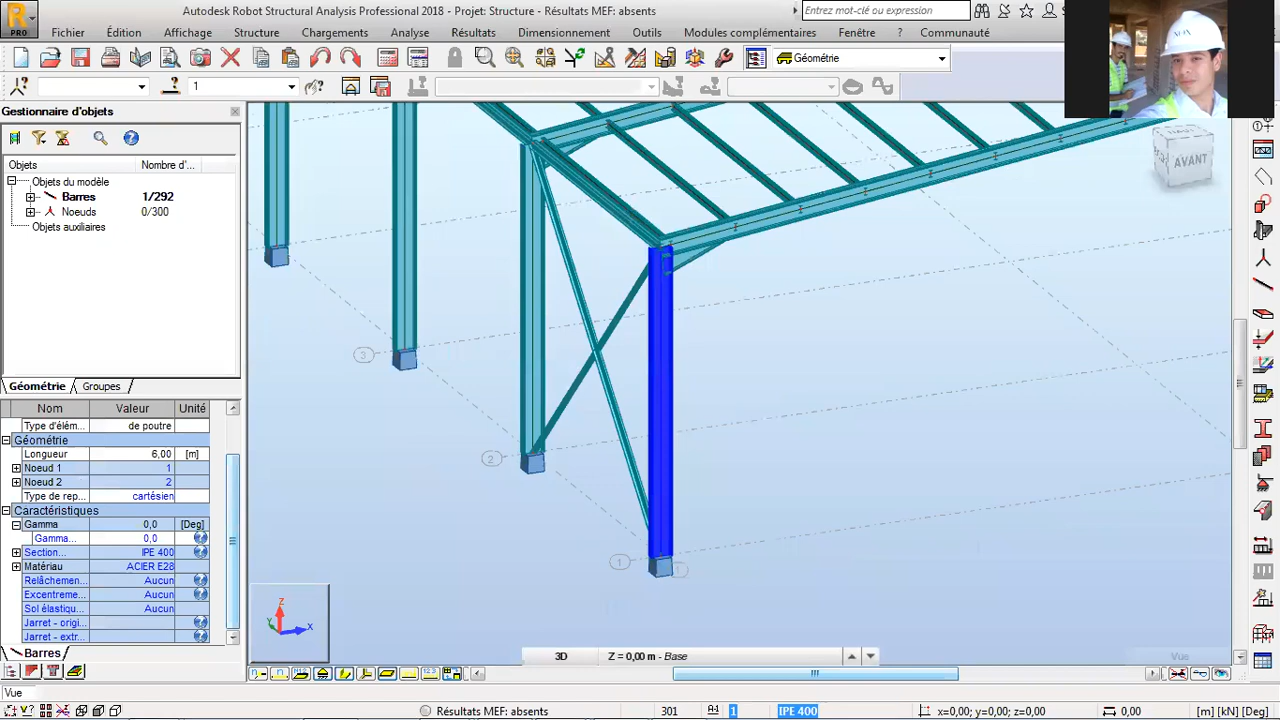 Autodesk Robot Structural Analysis Professional 2018 - Projet: Structure - Résultats MEF: absents
Entrez mot-clé ou expression
PRO
Fichier Édition Affichage Structure Chargements Analyse Résultats Dimensionnement Outils Modules complémentaires Fenêtre ? Communauté
Géométrie
1
Gestionnaire d'objets
Objets Nombre d'...
Objets du modèle
Barres 1/292
Noeuds 0/300
Objets auxiliaires
Géométrie Groupes
Nom Valeur Unité
Type d'élém... de poutre
Géométrie
Longueur 6,00 [m]
Noeud 1 1
Noeud 2 2
Type de rep... cartésien
Caractéristiques
Gamma 0,0 [Deg]
Gamma... 0,0
Section... IPE 400
Matériau ACIER E28
Relâchemen... Aucun
Excentreme... Aucun
Sol élastiqu... Aucun
Jarret - origi...
Jarret - extr...
Barres
AVANT
HAUT
3
2
1
Z
X
Y
3D Z = 0,00 m - Base
Vue
Vue
Résultats MEF: absents 301 1 IPE 400 x=0,00; y=0,00; z=0,00 0,00 [m] [kN] [Deg]